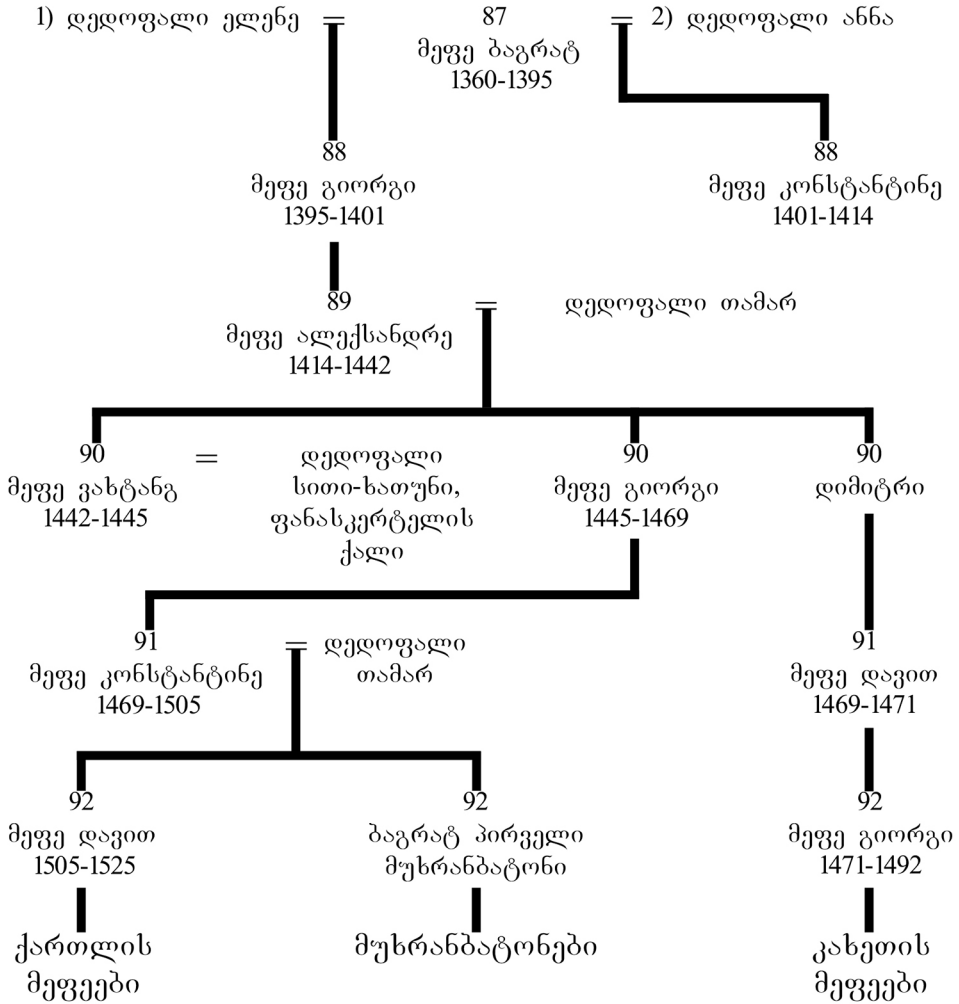 1) დედოფალი ელენე = 87 = 2) დედოფალი ანნა
მეფე ბაგრატ
1360-1395
88 88
მეფე გიორგი მეფე კონსტანტინე
1395-1401 1401-1414
89 = დედოფალი თამარ
მეფე ალექსანდრე
1414-1442
90 = დედოფალი 90 90
მეფე ვახტანგ სითი-ხათუნი, მეფე გიორგი დიმიტრი
1442-1445 ფანასკერტელის 1445-1469
ქალი
91 = დედოფალი 91
მეფე კონსტანტინე თამარ მეფე დავით
1469-1505 1469-1471
92 92 92
მეფე დავით ბაგრატ პირველი მეფე გიორგი
1505-1525 მუხრანბატონი 1471-1492
ქართლის მუხრანბატონები კახეთის
მეფეები მეფეები